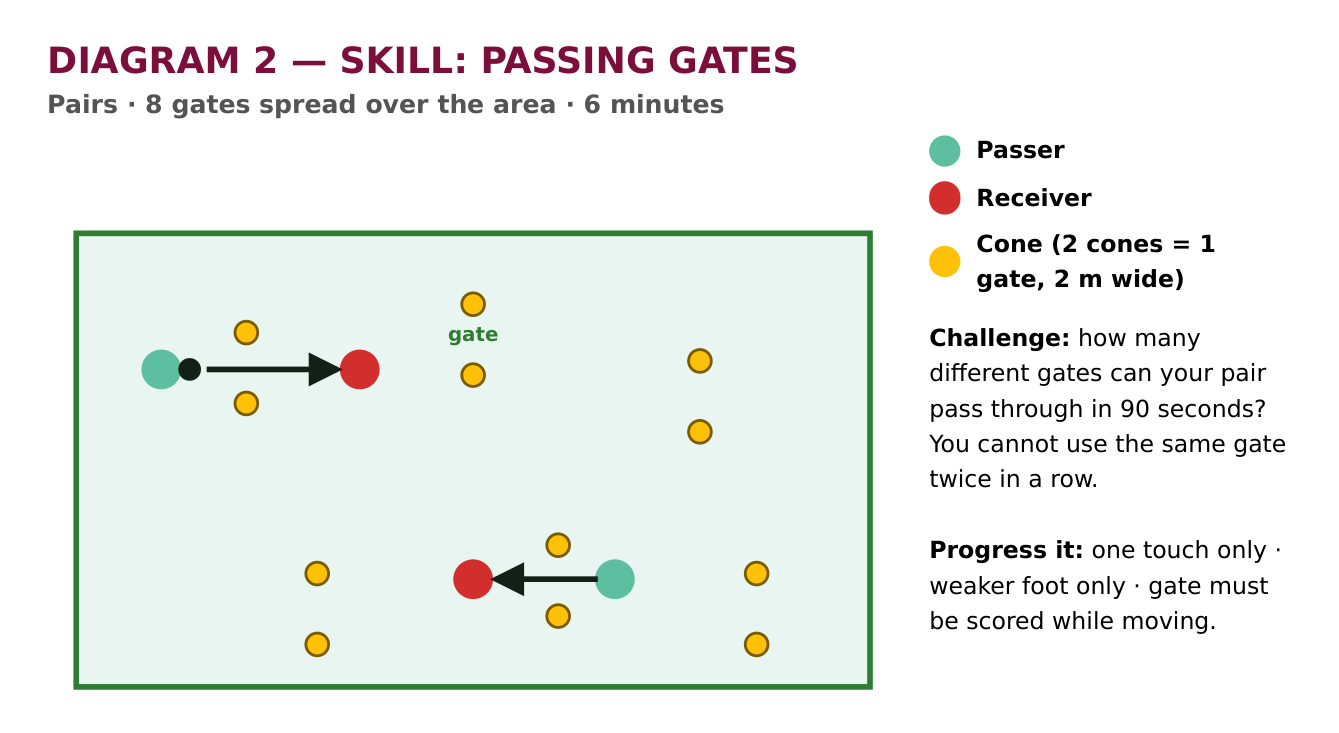 DIAGRAM 2 — SKILL: PASSING GATES
Pairs · 8 gates spread over the area · 6 minutes
Passer
Receiver
Cone (2 cones = 1
gate, 2 m wide)
gate
Challenge: how many
different gates can your pair
pass through in 90 seconds?
You cannot use the same gate
twice in a row.
Progress it: one touch only ·
weaker foot only · gate must
be scored while moving.